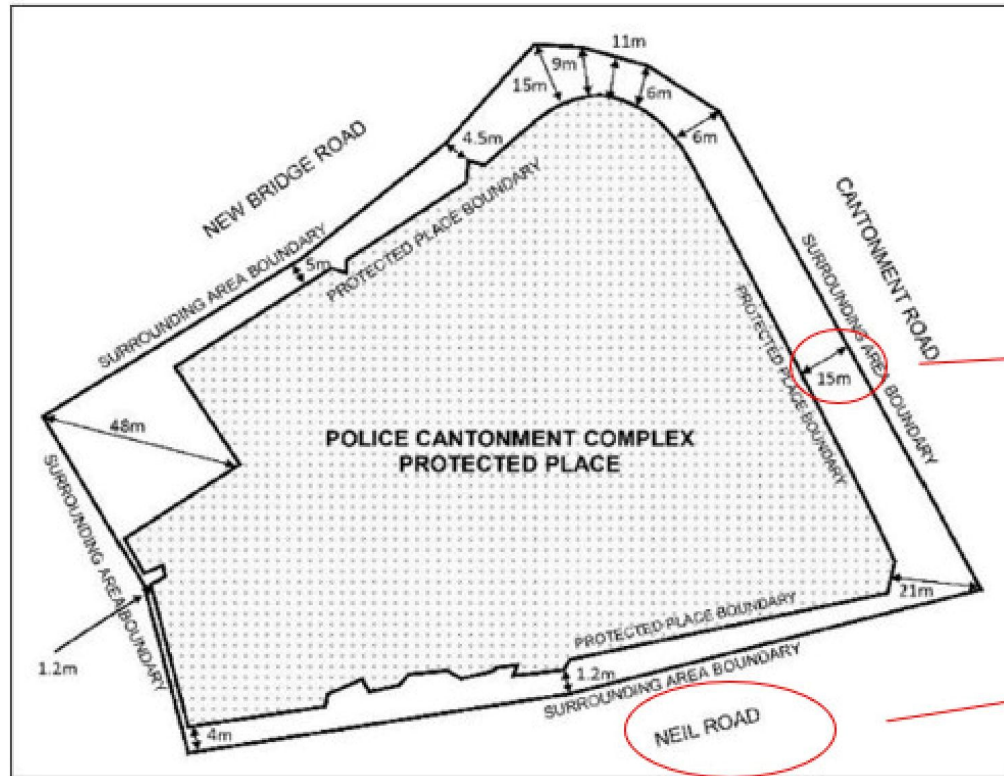 11m
9m
15m
6m
4.5m
6m
NEW BRIDGE ROAD
CANTONMENT ROAD
SURROUNDING AREA BOUNDARY
5m
PROTECTED PLACE BOUNDARY
SURROUNDING AREA BOUNDARY
PROTECTED PLACE BOUNDARY
15m
48m
POLICE CANTONMENT COMPLEX
PROTECTED PLACE
SURROUNDING AREA BOUNDARY
21m
PROTECTED PLACE BOUNDARY
1.2m
1.2m
SURROUNDING AREA BOUNDARY
4m
NEIL ROAD